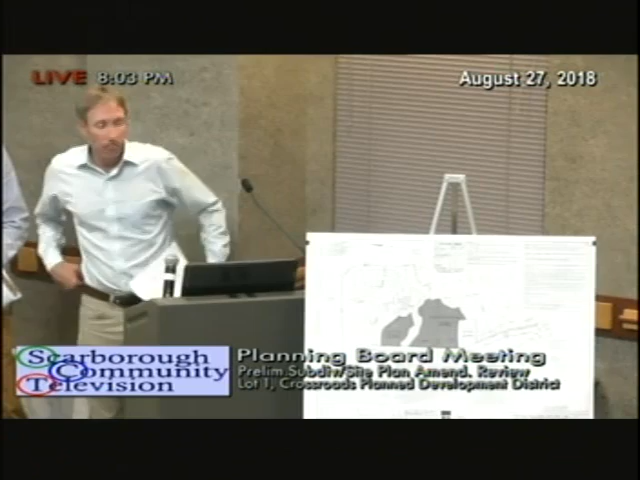 LIVE 8:03 PM
August 27, 2018
Scarborough
Community
Television
Planning Board Meeting
Prelim Subdiv/Site Plan Amend. Review
Lot 1, Crossroads Planned Development District